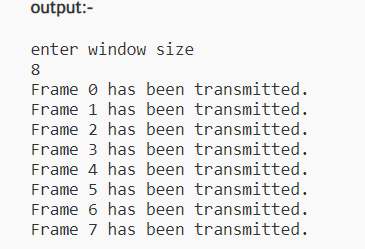 output:-
enter window size
8
Frame 0 has been transmitted.
Frame 1 has been transmitted.
Frame 2 has been transmitted.
Frame 3 has been transmitted.
Frame 4 has been transmitted.
Frame 5 has been transmitted.
Frame 6 has been transmitted.
Frame 7 has been transmitted.